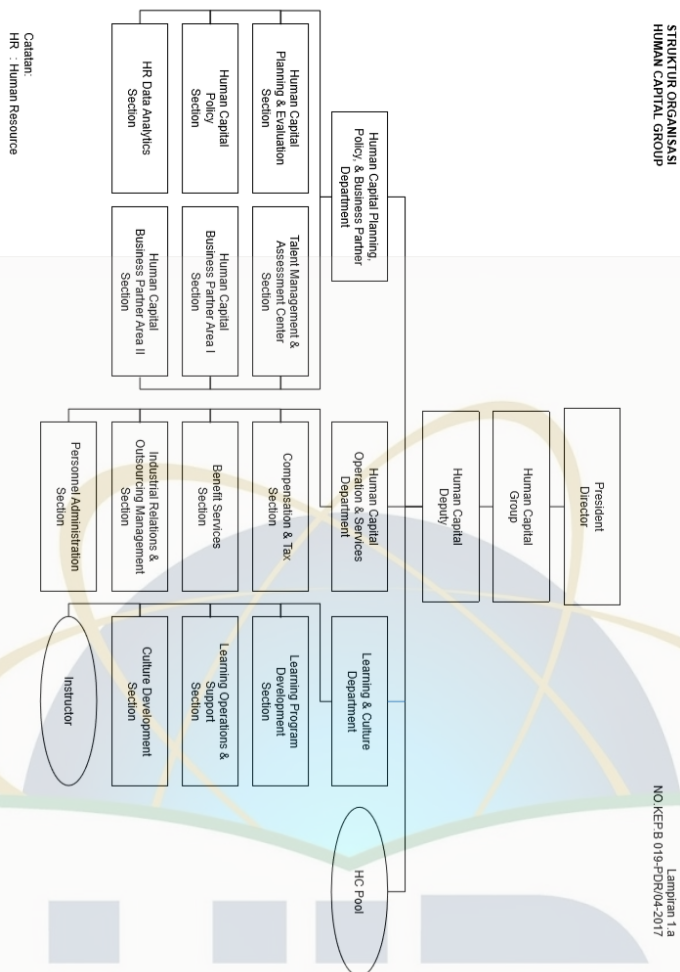 STRUKTUR ORGANISASI
HUMAN CAPITAL GROUP
Lampiran 1.a
NO.KEP.B 019-PDR/04-2017
President
Director
Human Capital
Group
Human Capital
Deputy
Human Capital Planning,
Policy, & Business Partner
Department
Human Capital
Operation & Services
Department
Learning & Culture
Department
HC Pool
Human Capital
Planning & Evaluation
Section
Talent Management &
Assessment Center
Section
Compensation & Tax
Section
Learning Program
Development
Section
Human Capital
Policy
Section
Human Capital
Business Partner Area I
Section
Benefit Services
Section
Learning Operations &
Support
Section
HR Data Analytics
Section
Human Capital
Business Partner Area II
Section
Industrial Relations &
Outsourcing Management
Section
Culture Development
Section
Personnel Administration
Section
Instructor
Catatan:
HR : Human Resource